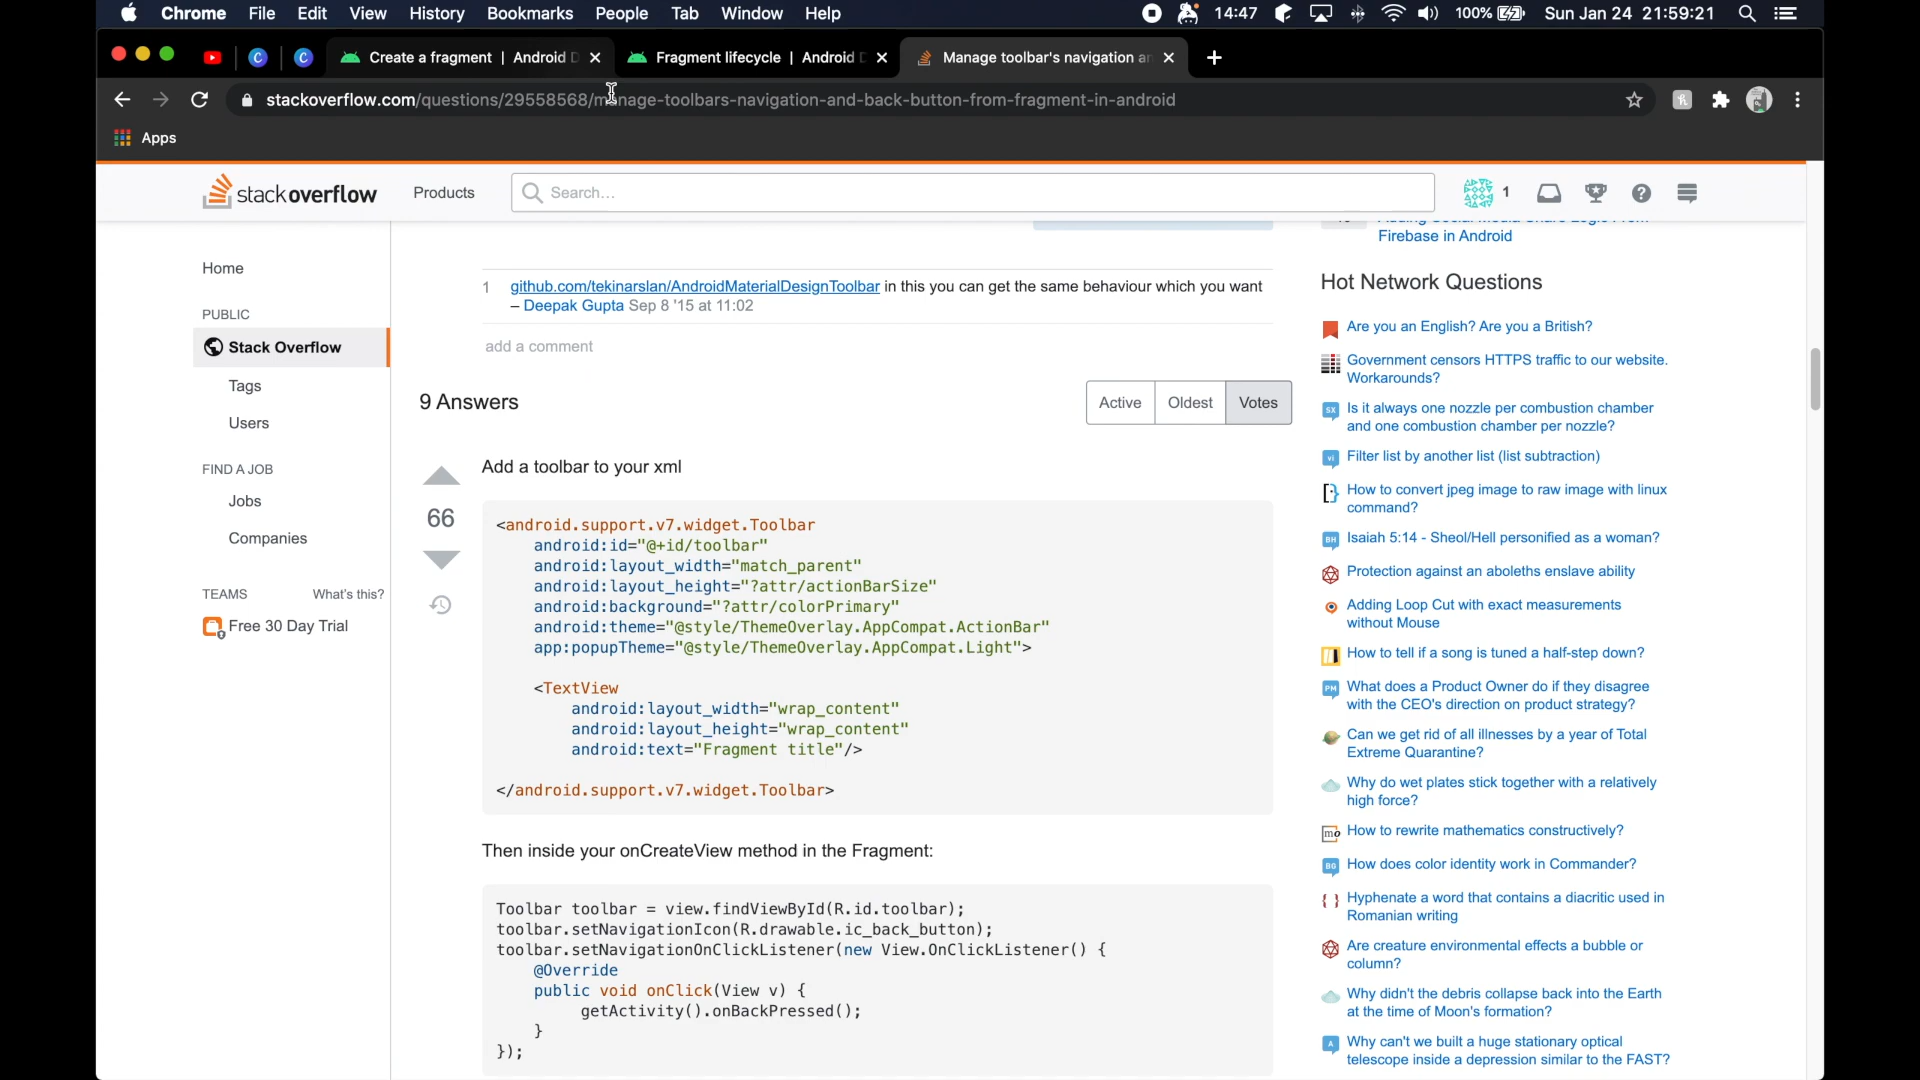 Chrome File Edit View History Bookmarks People Tab Window Help 14:47 100% Sun Jan 24 21:59:21
Create a fragment | Android D Fragment lifecycle | Android D Manage toolbar's navigation an
stackoverflow.com/questions/29558568/manage-toolbars-navigation-and-back-button-from-fragment-in-android
Apps
stackoverflow Products Search... 1
Home
PUBLIC
Stack Overflow
Tags
Users
FIND A JOB
Jobs
Companies
TEAMS What's this?
Free 30 Day Trial
1 github.com/tekinarslan/AndroidMaterialDesignToolbar in this you can get the same behaviour which you want
– Deepak Gupta Sep 8 '15 at 11:02
add a comment
9 Answers
Active Oldest Votes
66
Add a toolbar to your xml
<android.support.v7.widget.Toolbar
android:id="@+id/toolbar"
android:layout_width="match_parent"
android:layout_height="?attr/actionBarSize"
android:background="?attr/colorPrimary"
android:theme="@style/ThemeOverlay.AppCompat.ActionBar"
app:popupTheme="@style/ThemeOverlay.AppCompat.Light">
<TextView
android:layout_width="wrap_content"
android:layout_height="wrap_content"
android:text="Fragment title"/>
</android.support.v7.widget.Toolbar>
Then inside your onCreateView method in the Fragment:
Toolbar toolbar = view.findViewById(R.id.toolbar);
toolbar.setNavigationIcon(R.drawable.ic_back_button);
toolbar.setNavigationOnClickListener(new View.OnClickListener() {
@Override
public void onClick(View v) {
getActivity().onBackPressed();
}
});
Firebase in Android
Hot Network Questions
Are you an English? Are you a British?
Government censors HTTPS traffic to our website.
Workarounds?
Is it always one nozzle per combustion chamber
and one combustion chamber per nozzle?
Filter list by another list (list subtraction)
How to convert jpeg image to raw image with linux
command?
Isaiah 5:14 - Sheol/Hell personified as a woman?
Protection against an aboleths enslave ability
Adding Loop Cut with exact measurements
without Mouse
How to tell if a song is tuned a half-step down?
What does a Product Owner do if they disagree
with the CEO's direction on product strategy?
Can we get rid of all illnesses by a year of Total
Extreme Quarantine?
Why do wet plates stick together with a relatively
high force?
How to rewrite mathematics constructively?
How does color identity work in Commander?
Hyphenate a word that contains a diacritic used in
Romanian writing
Are creature environmental effects a bubble or
column?
Why didn't the debris collapse back into the Earth
at the time of Moon's formation?
Why can't we built a huge stationary optical
telescope inside a depression similar to the FAST?